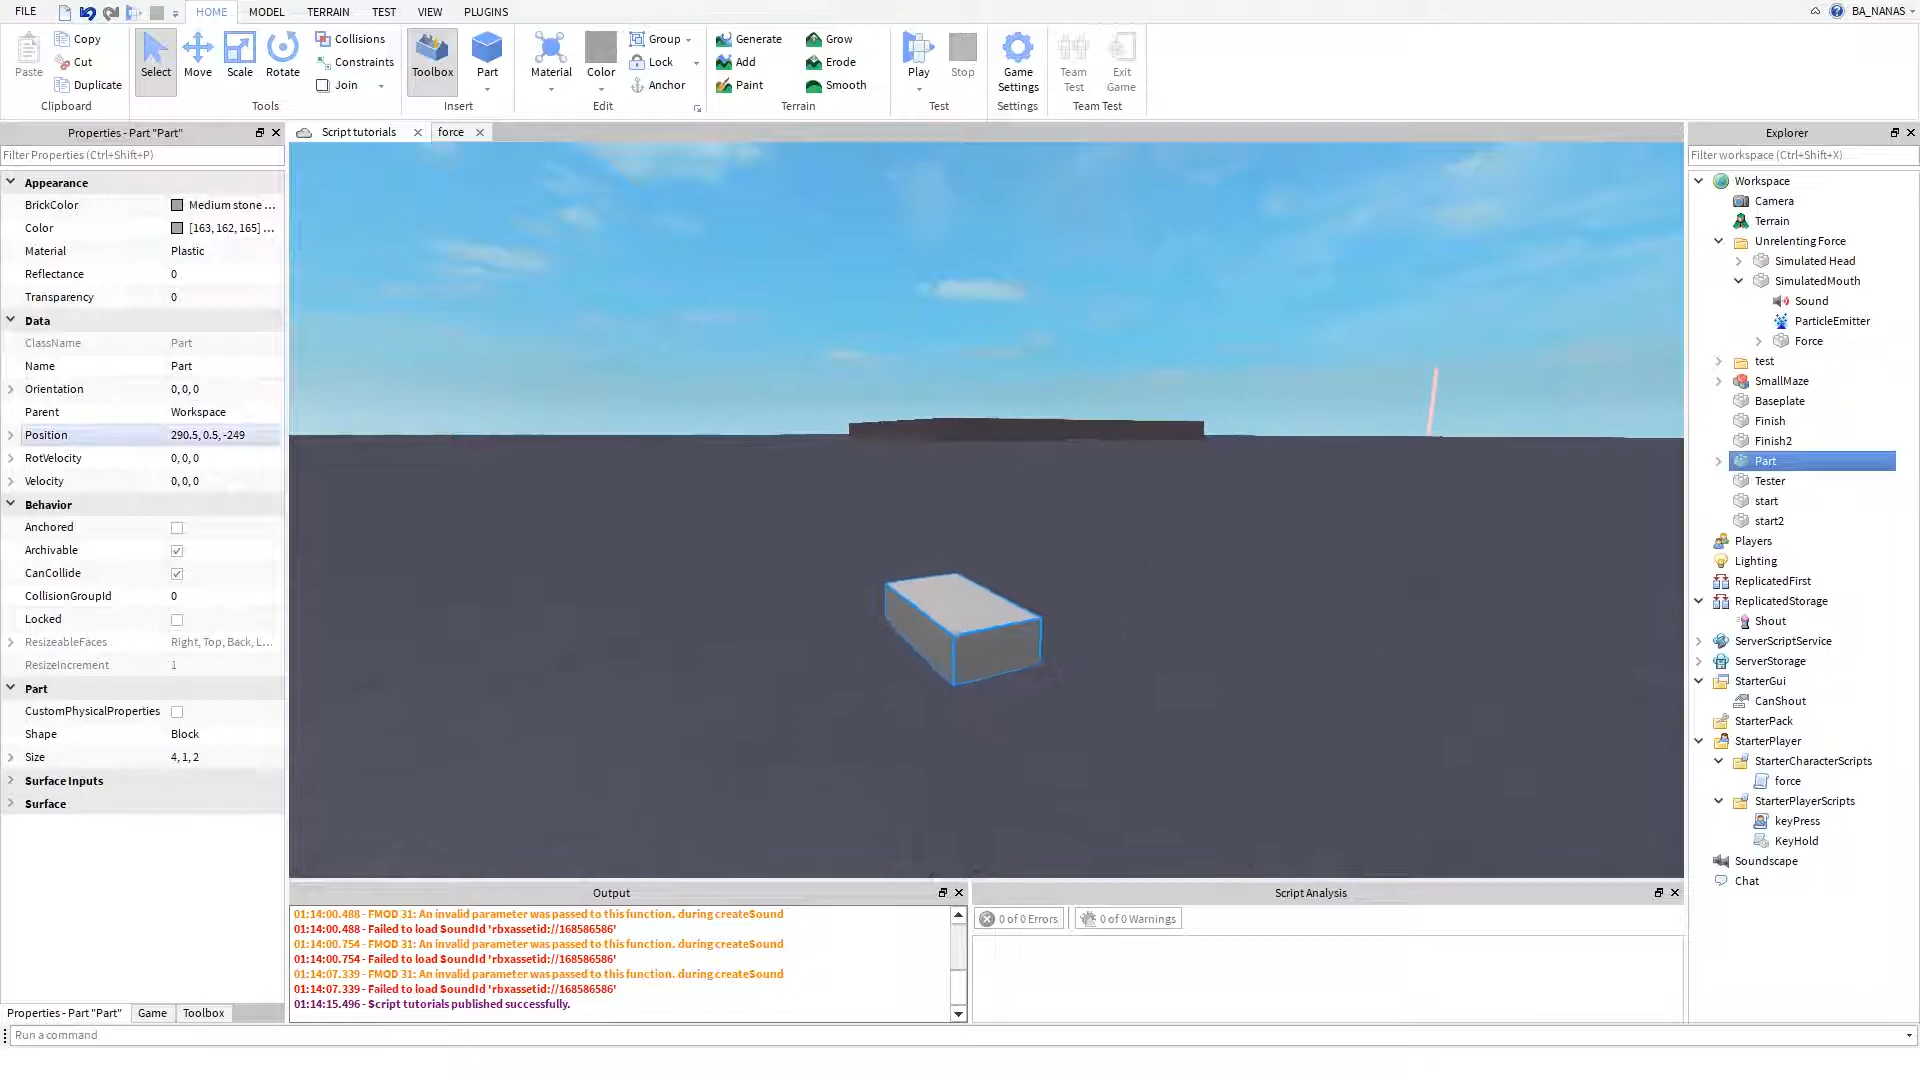 FILE HOME MODEL TERRAIN TEST VIEW PLUGINS BA_NANAS
Paste Copy Cut Duplicate Clipboard
Select Move Scale Rotate Collisions Constraints Join Tools
Toolbox Part Insert
Material Color Group Lock Anchor Edit
Generate Grow
Add Erode
Paint Smooth
Terrain
Play Stop Test
Game Settings Settings
Team Test Exit Game Team Test
Properties - Part "Part"
Filter Properties (Ctrl+Shift+P)
Appearance
BrickColor Medium stone ...
Color [163, 162, 165] ...
Material Plastic
Reflectance 0
Transparency 0
Data
ClassName Part
Name Part
Orientation 0, 0, 0
Parent Workspace
Position 290.5, 0.5, -249
RotVelocity 0, 0, 0
Velocity 0, 0, 0
Behavior
Anchored
Archivable
CanCollide
CollisionGroupId 0
Locked
ResizeableFaces Right, Top, Back, L...
ResizeIncrement 1
Part
CustomPhysicalProperties
Shape Block
Size 4, 1, 2
Surface Inputs
Surface
Properties - Part "Part" Game Toolbox
Script tutorials force
Output
01:14:00.488 - FMOD 31: An invalid parameter was passed to this function. during createSound
01:14:00.488 - Failed to load SoundId 'rbxassetid://168586586'
01:14:00.754 - FMOD 31: An invalid parameter was passed to this function. during createSound
01:14:00.754 - Failed to load SoundId 'rbxassetid://168586586'
01:14:07.339 - FMOD 31: An invalid parameter was passed to this function. during createSound
01:14:07.339 - Failed to load SoundId 'rbxassetid://168586586'
01:14:15.496 - Script tutorials published successfully.
Script Analysis
0 of 0 Errors 0 of 0 Warnings
Explorer
Filter workspace (Ctrl+Shift+X)
Workspace
Camera
Terrain
Unrelenting Force
Simulated Head
SimulatedMouth
Sound
ParticleEmitter
Force
test
SmallMaze
Baseplate
Finish
Finish2
Part
Tester
start
start2
Players
Lighting
ReplicatedFirst
ReplicatedStorage
Shout
ServerScriptService
ServerStorage
StarterGui
CanShout
StarterPack
StarterPlayer
StarterCharacterScripts
force
StarterPlayerScripts
keyPress
KeyHold
Soundscape
Chat
Run a command